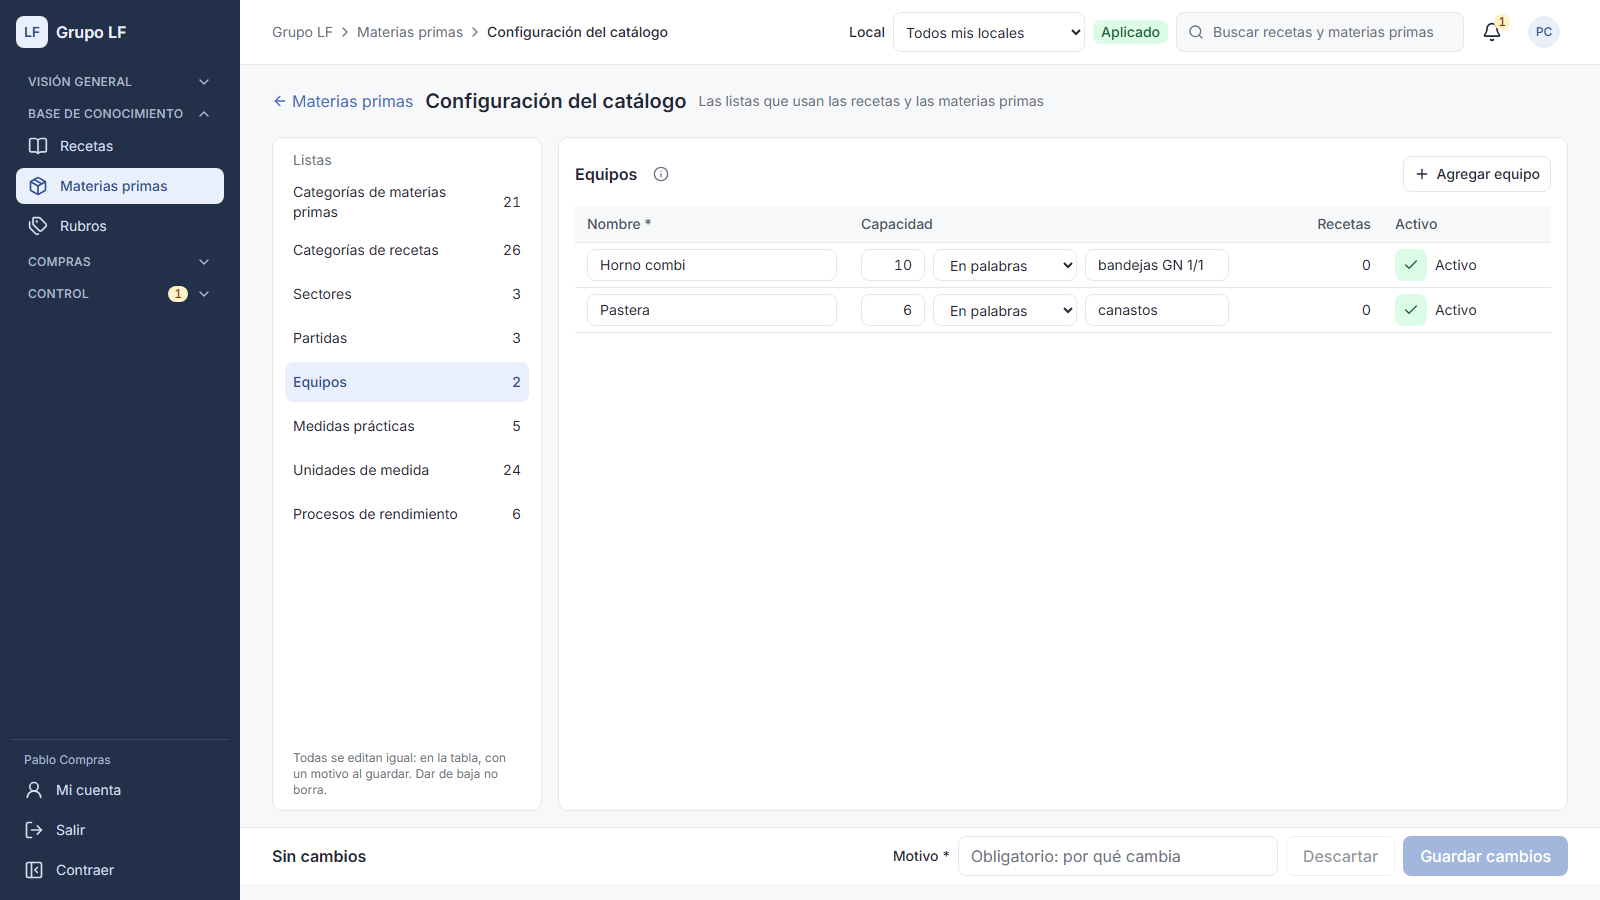 LF Grupo LF
VISIÓN GENERAL
BASE DE CONOCIMIENTO
Recetas
Materias primas
Rubros
COMPRAS
CONTROL 1
Pablo Compras
Mi cuenta
Salir
Contraer
Grupo LF Materias primas Configuración del catálogo
Local Todos mis locales Aplicado Buscar recetas y materias primas 1 PC
Materias primas Configuración del catálogo Las listas que usan las recetas y las materias primas
Listas
Categorías de materias
primas 21
Categorías de recetas 26
Sectores 3
Partidas 3
Equipos 2
Medidas prácticas 5
Unidades de medida 24
Procesos de rendimiento 6
Todas se editan igual: en la tabla, con
un motivo al guardar. Dar de baja no
borra.
Equipos Agregar equipo
Nombre * Capacidad Recetas Activo
Horno combi 10 En palabras bandejas GN 1/1 0 Activo
Pastera 6 En palabras canastos 0 Activo
Sin cambios Motivo * Obligatorio: por qué cambia Descartar Guardar cambios